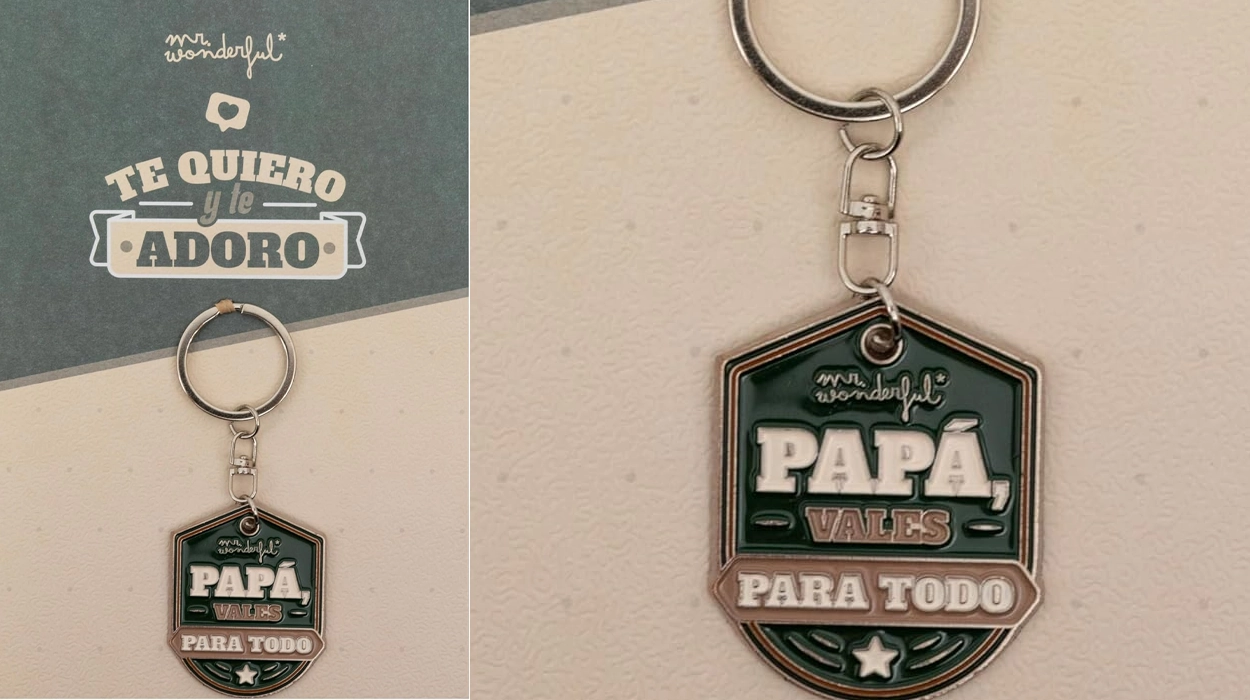 mr.
wonderful*
TE QUIERO
y te
ADORO
mr.
wonderful*
PAPÁ,
VALES
PARA TODO
mr.
wonderful*
PAPÁ,
VALES
PARA TODO